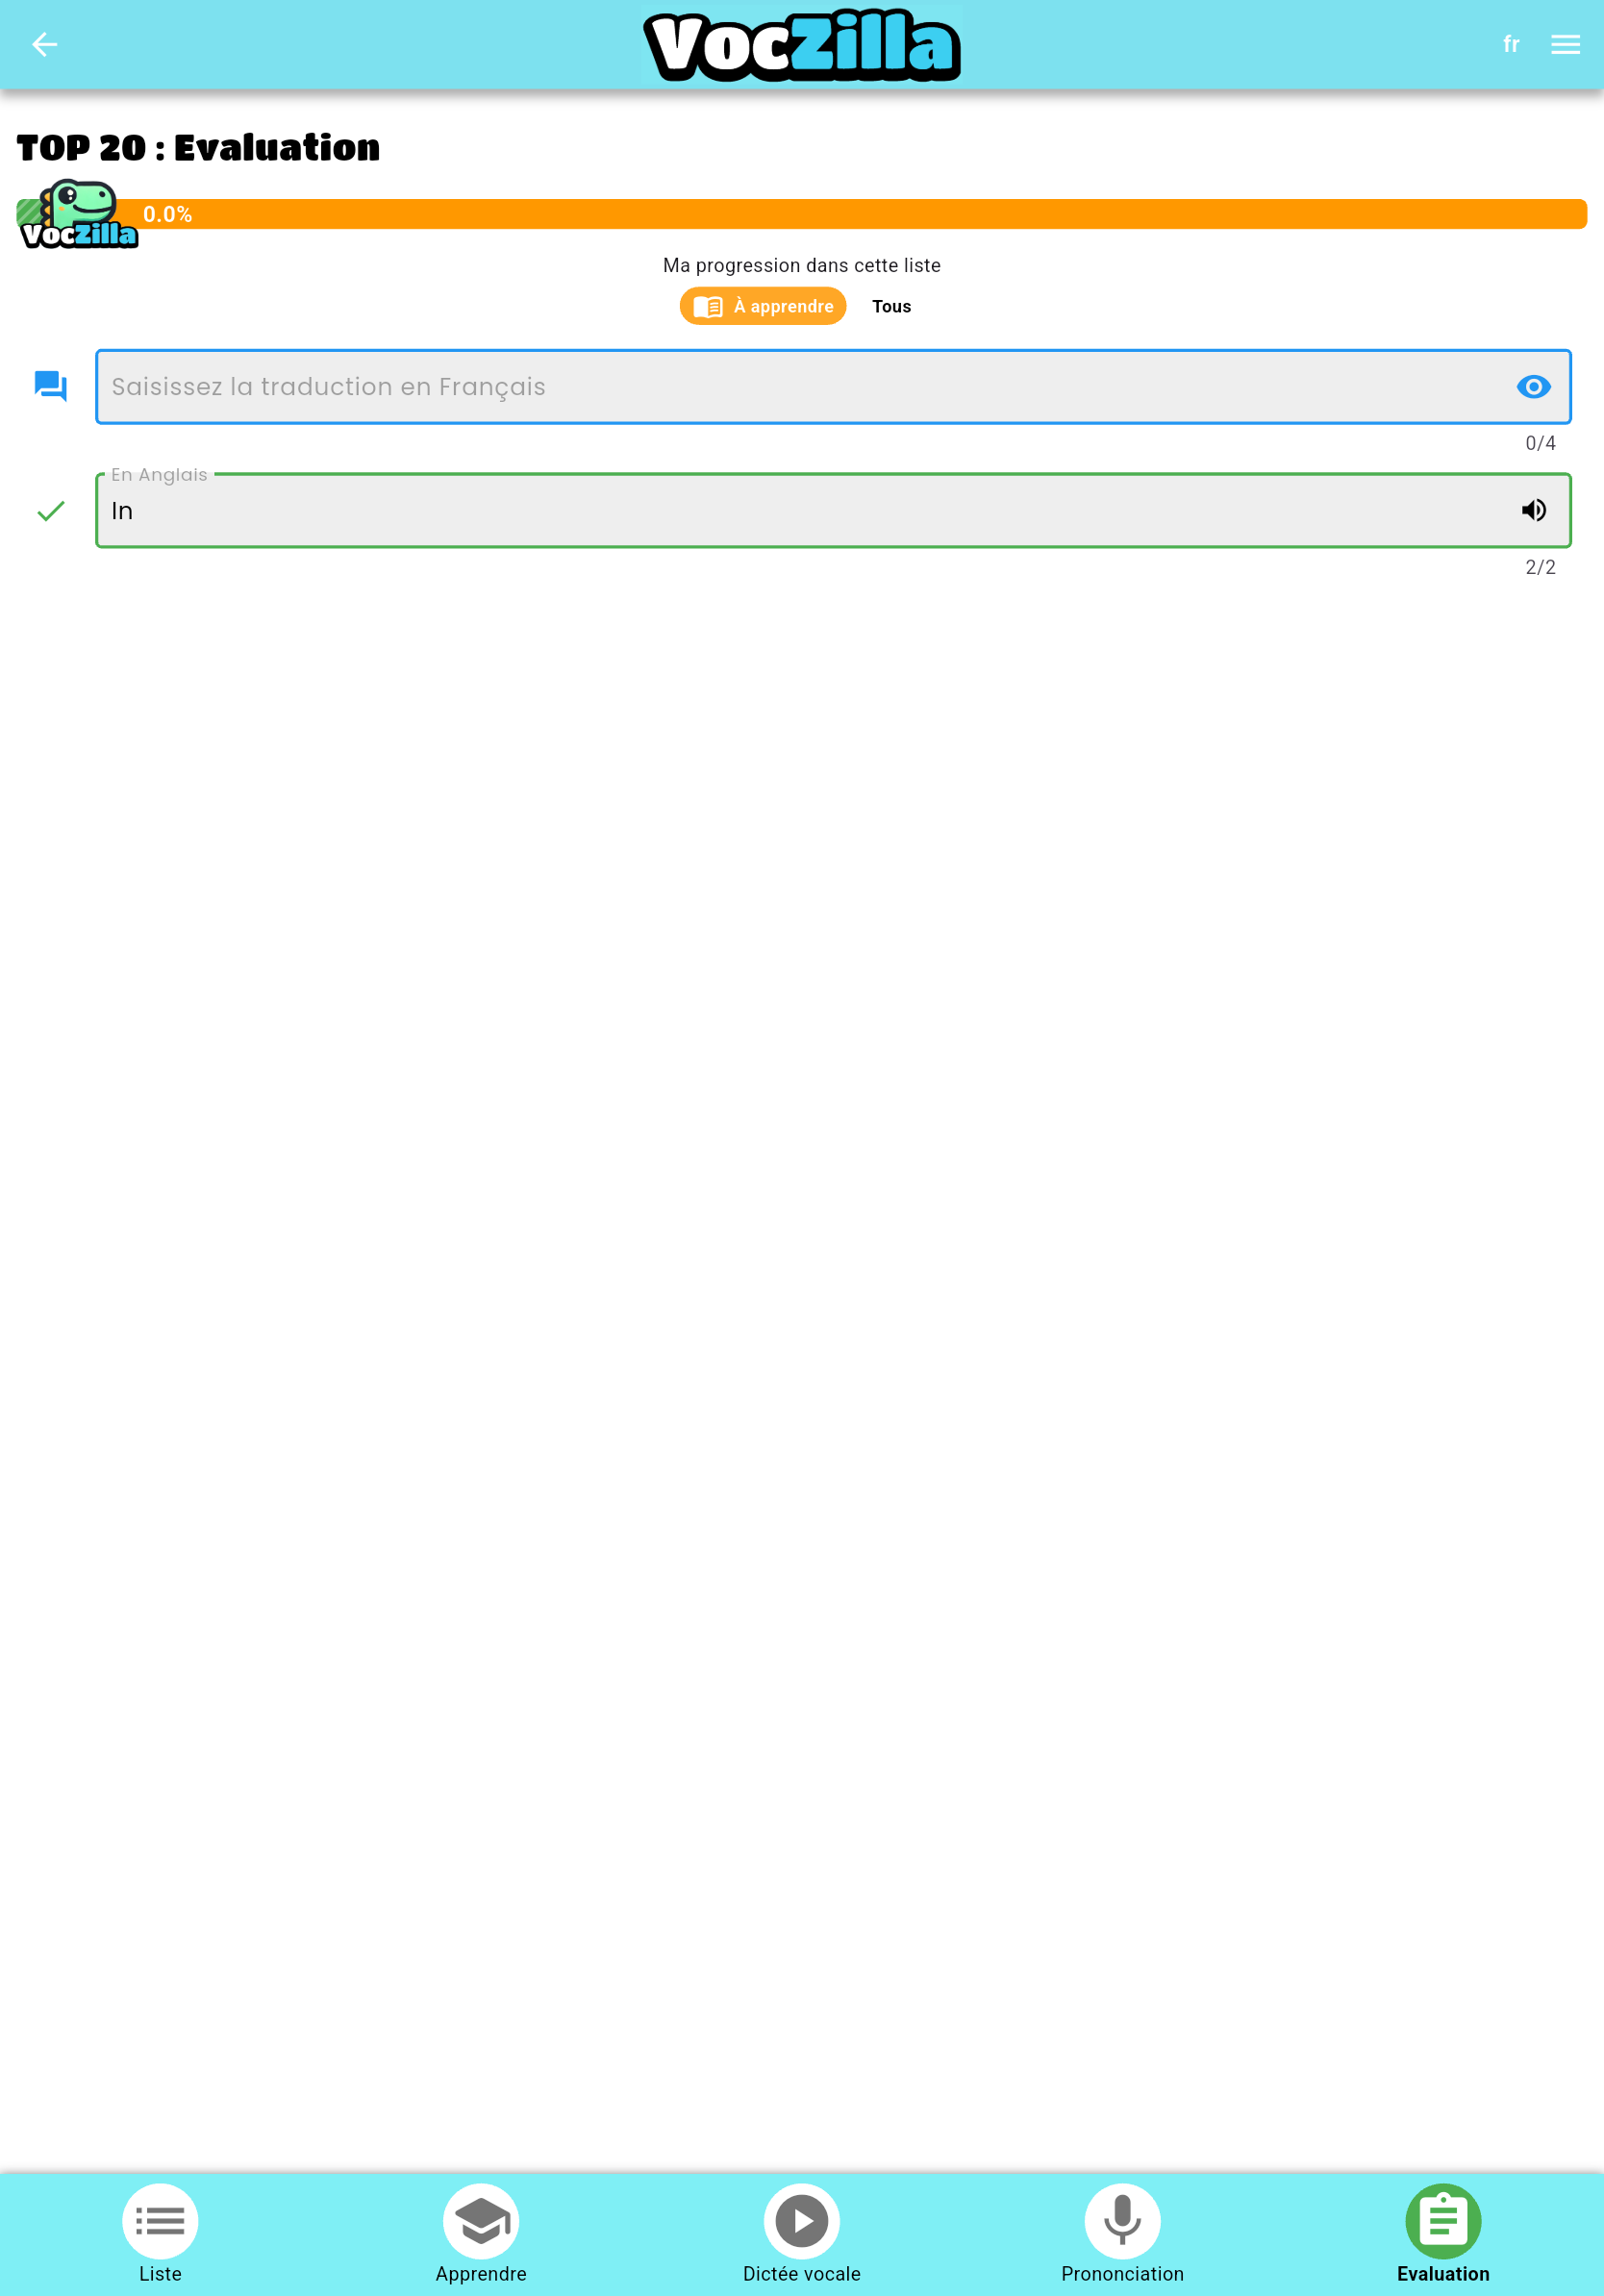 VocZilla
fr
TOP 20 : Evaluation
VocZilla
0.0%
Ma progression dans cette liste
À apprendre Tous
Saisissez la traduction en Français
0/4
En Anglais
In
2/2
Liste Apprendre Dictée vocale Prononciation Evaluation